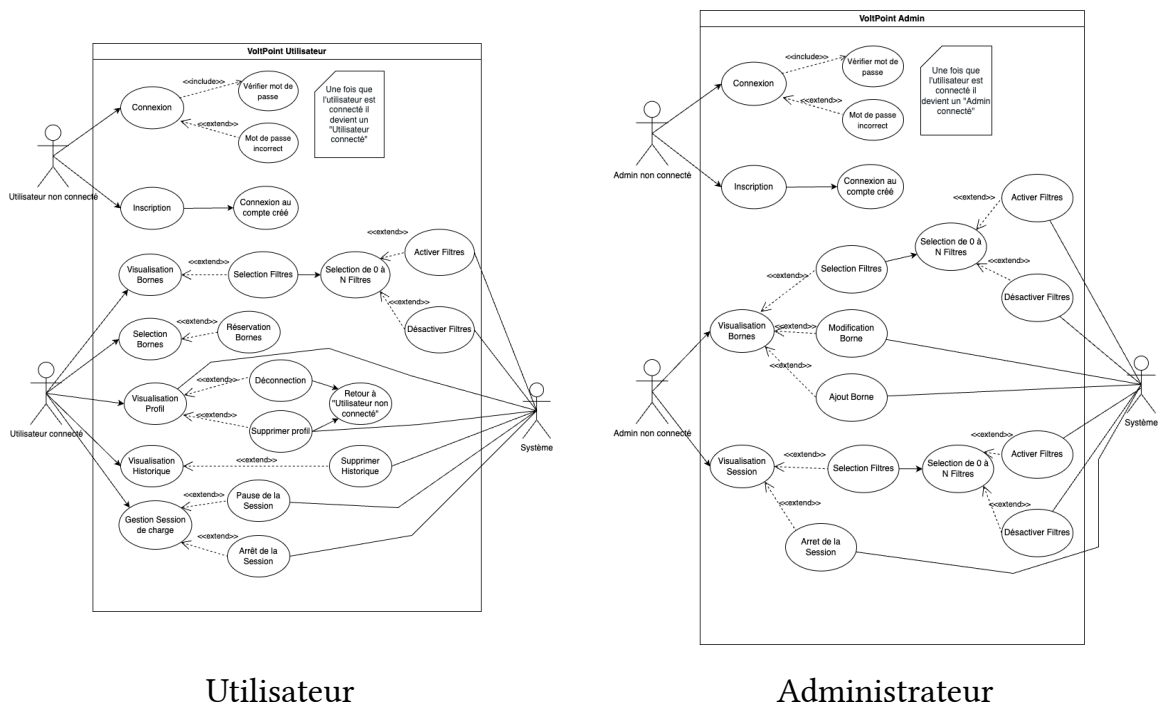 VoltPoint Utilisateur
<<include>>
Vérifier mot de
passe
Connexion
<<extend>>
Mot de passe
incorrect
Une fois que
l'utilisateur est
connecté il
devient un
"Utilisateur
connecté"
Utilisateur non connecté
Inscription
Connexion au
compte créé
Visualisation
Bornes
<<extend>>
Selection Filtres
Selection de 0 à
N Filtres
<<extend>>
Activer Filtres
<<extend>>
Désactiver Filtres
Selection
Bornes
<<extend>>
Réservation
Bornes
Visualisation
Profil
<<extend>>
Déconnection
<<extend>>
Supprimer profil
Retour à
"Utilisateur non
connecté"
Utilisateur connecté
Système
Visualisation
Historique
<<extend>>
Supprimer
Historique
Gestion Session
de charge
<<extend>>
Pause de la
Session
<<extend>>
Arrêt de la
Session
Utilisateur
VoltPoint Admin
<<include>>
Vérifier mot de
passe
Connexion
<<extend>>
Mot de passe
incorrect
Une fois que
l'utilisateur est
connecté il
devient un "Admin
connecté"
Admin non connecté
Inscription
Connexion au
compte créé
<<extend>>
Activer Filtres
Selection de 0 à
N Filtres
<<extend>>
Selection Filtres
<<extend>>
Désactiver Filtres
Visualisation
Bornes
<<extend>>
Modification
Borne
<<extend>>
Ajout Borne
Admin non connecté
Système
Visualisation
Session
<<extend>>
Selection Filtres
Selection de 0 à
N Filtres
<<extend>>
Activer Filtres
<<extend>>
Désactiver Filtres
<<extend>>
Arret de la
Session
Administrateur